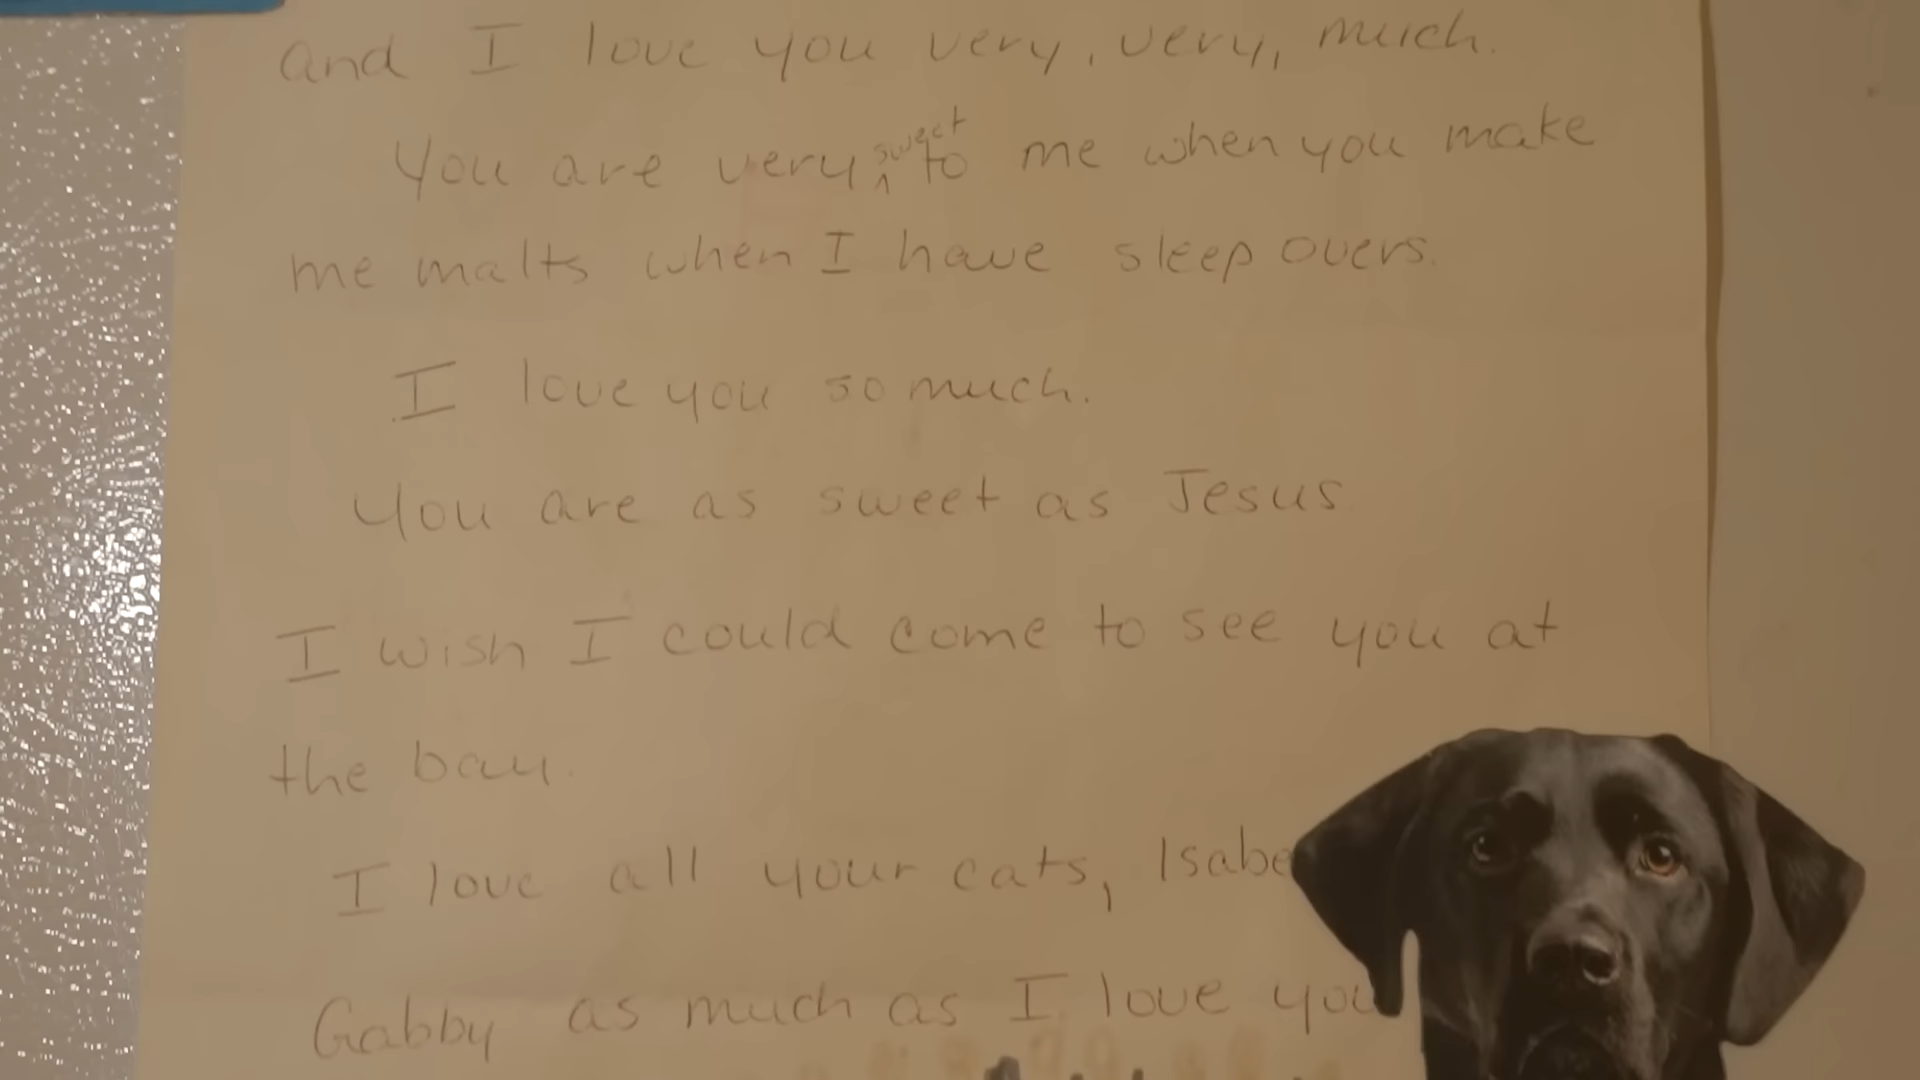 and I love you very, very, much.
You are very sweet to me when you make
me malts when I have sleep overs.
I love you so much.
You are as sweet as Jesus
I wish I could come to see you at
the bay.
I love all your cats,
Gabby as much as I love you